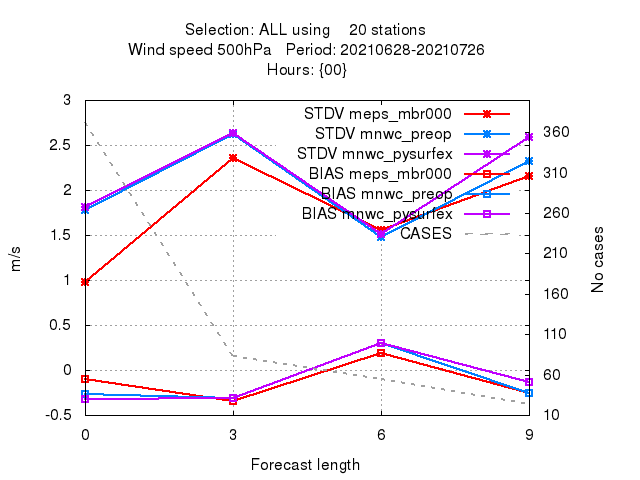 Selection: ALL using 20 stations
Wind speed 500hPa Period: 20210628-20210726
Hours: {00}
STDV meps_mbr000
STDV mnwc_preop
STDV mnwc_pysurfex
BIAS meps_mbr000
BIAS mnwc_preop
BIAS mnwc_pysurfex
CASES
3
2.5
2
1.5
1
0.5
0
-0.5
m/s
360
310
260
210
160
110
60
10
No cases
0 3 6 9
Forecast length